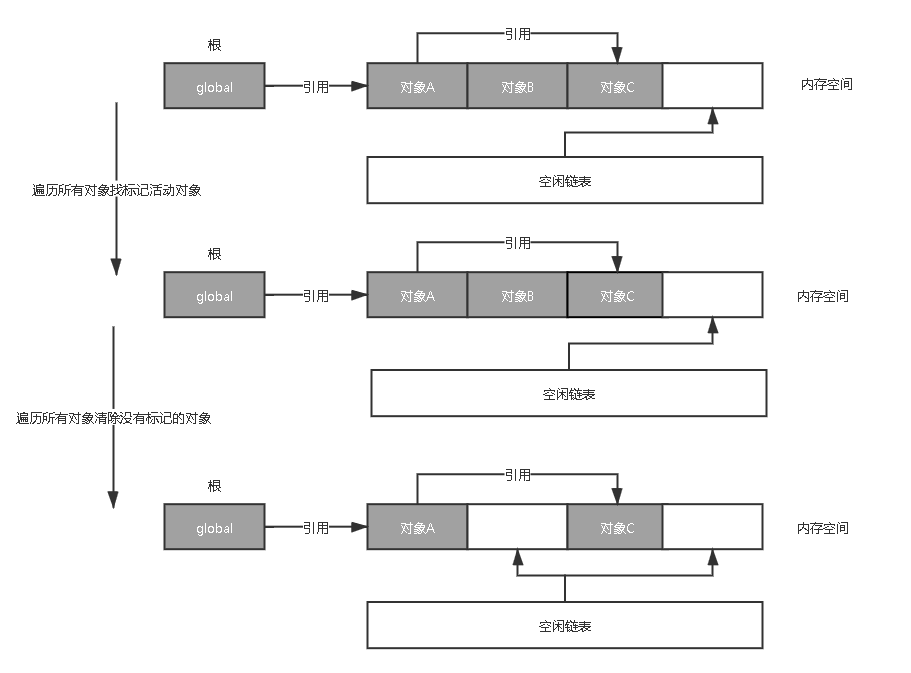 引用
根
global
引用
对象A
对象B
对象C
内存空间
空闲链表
遍历所有对象找标记活动对象
引用
根
global
引用
对象A
对象B
对象C
内存空间
空闲链表
遍历所有对象清除没有标记的对象
引用
根
global
引用
对象A
对象C
内存空间
空闲链表